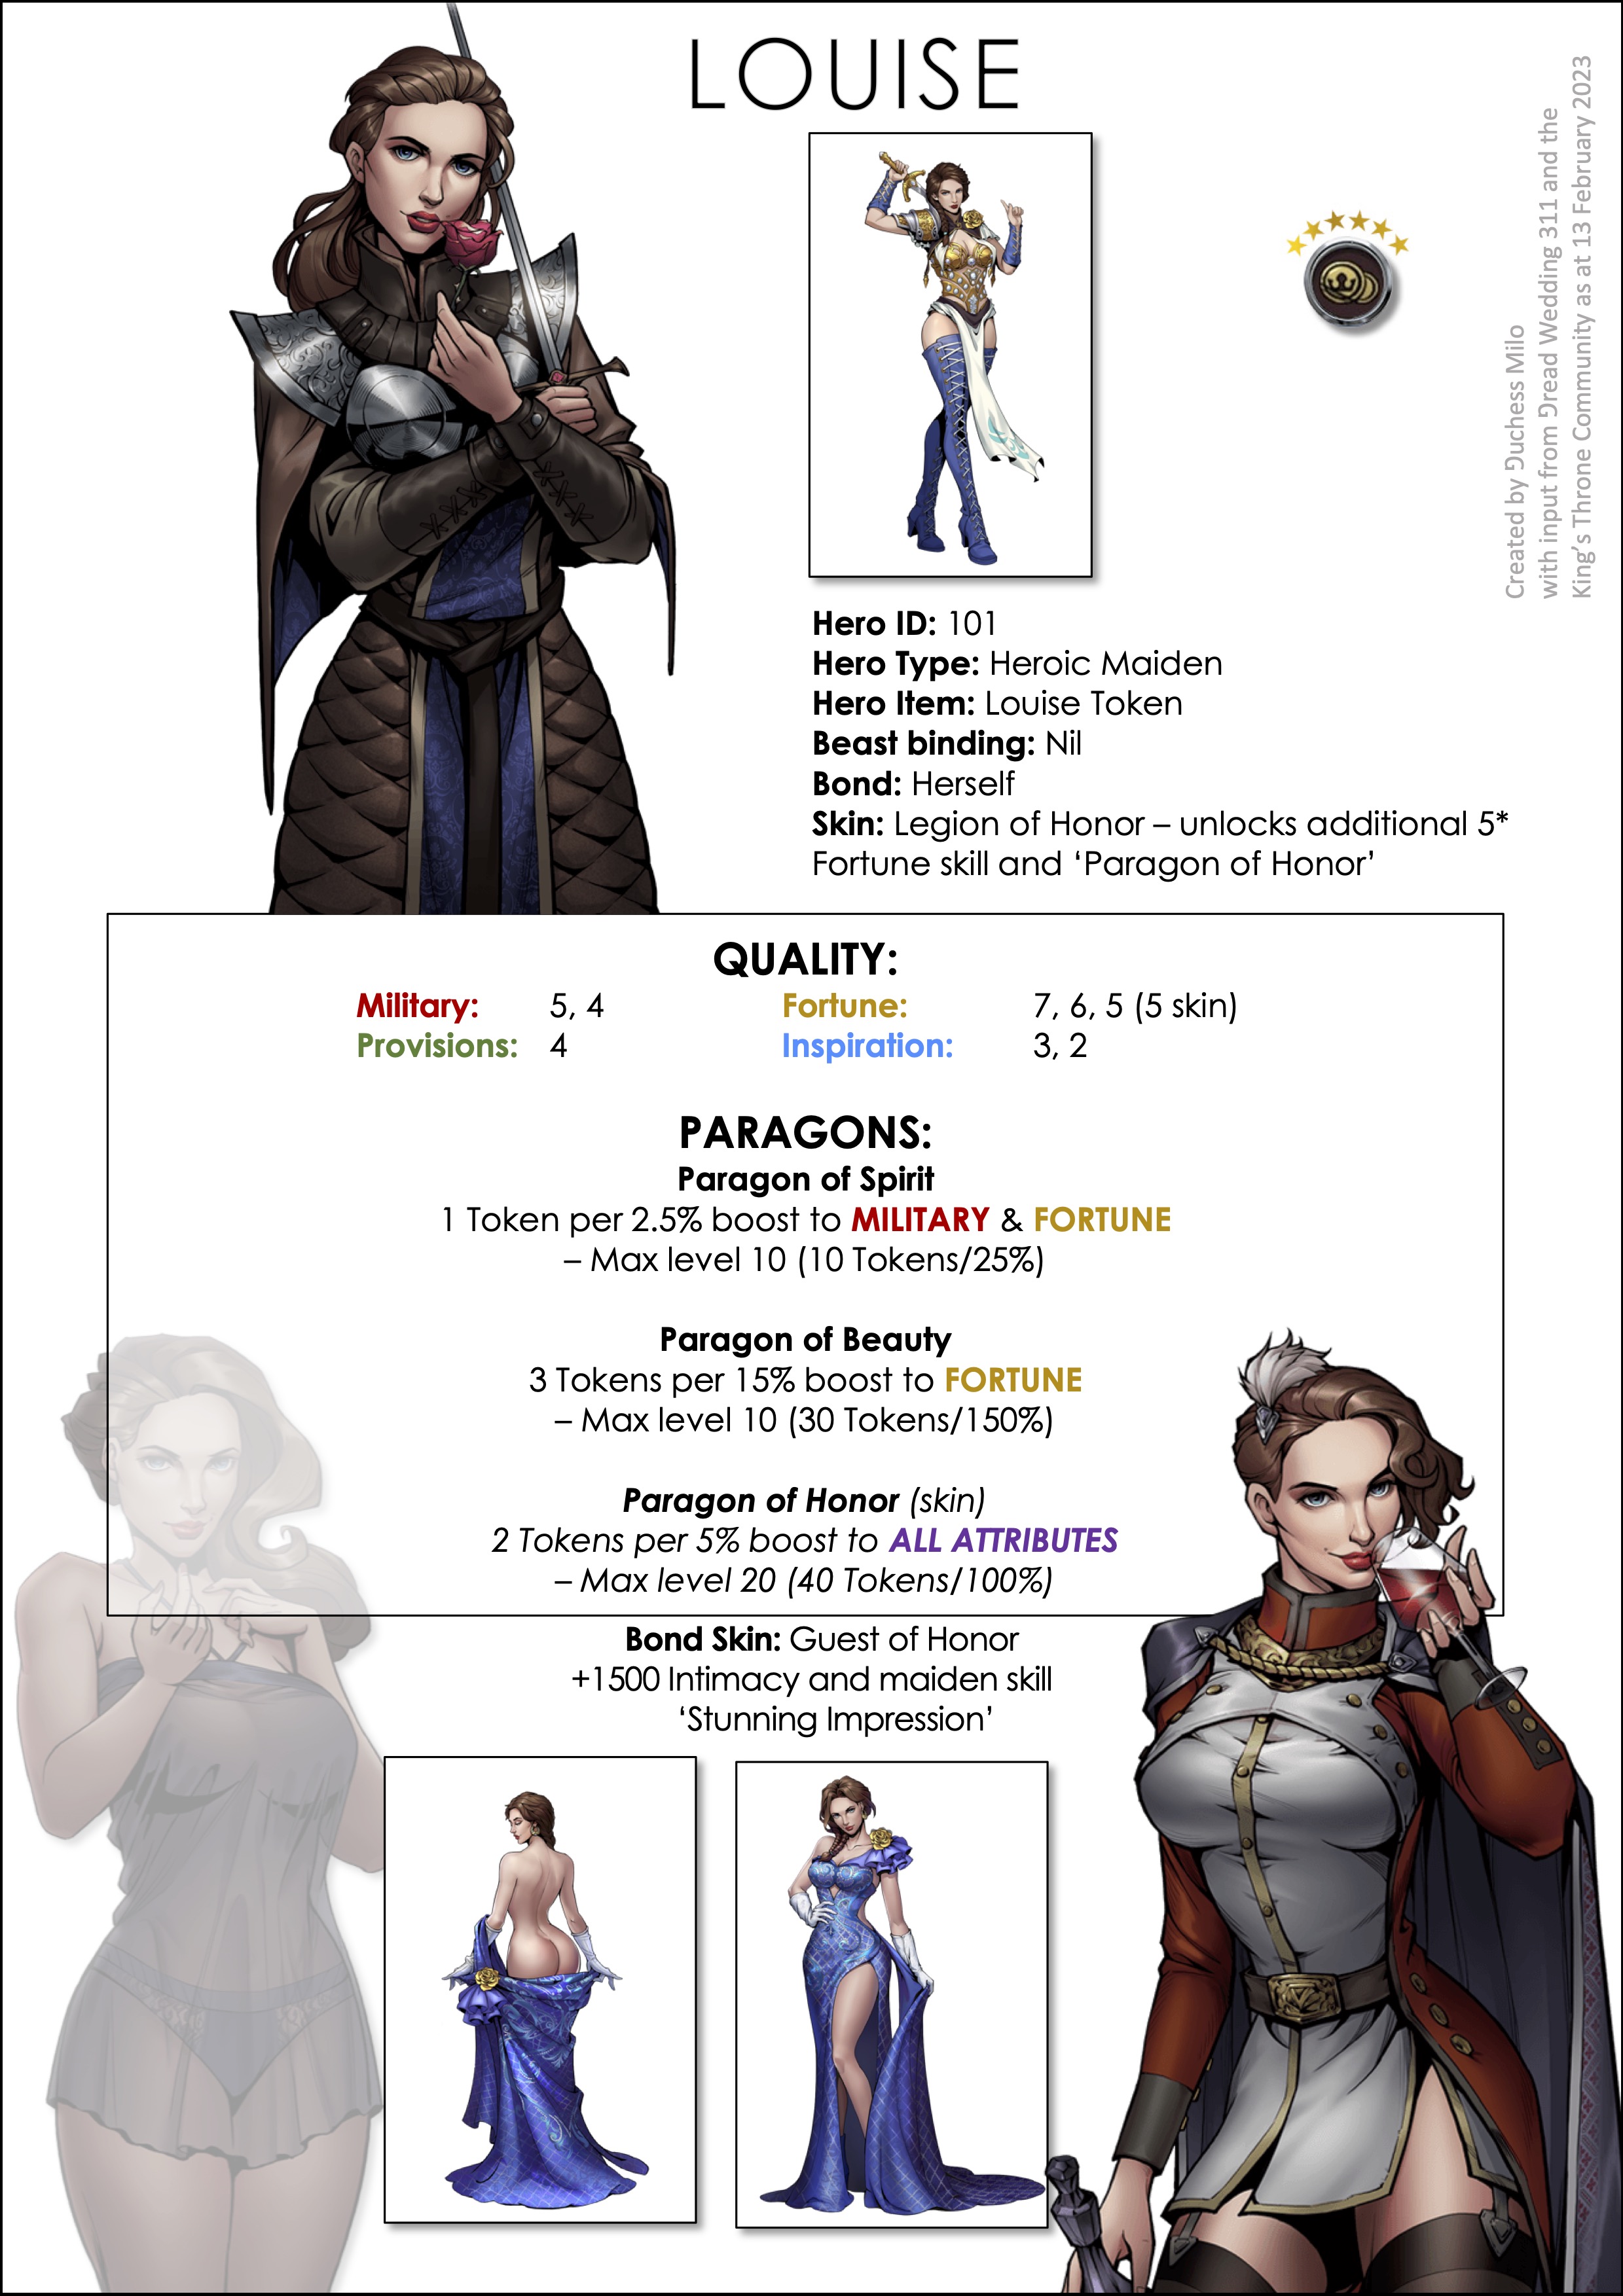 LOUISE
Created by Duchess Milo
with input from Dread Wedding 311 and the
King's Throne Community as at 13 February 2023
Hero ID: 101
Hero Type: Heroic Maiden
Hero Item: Louise Token
Beast binding: Nil
Bond: Herself
Skin: Legion of Honor – unlocks additional 5*
Fortune skill and ‘Paragon of Honor’
QUALITY:
Military: 5, 4 Fortune: 7, 6, 5 (5 skin)
Provisions: 4 Inspiration: 3, 2
PARAGONS:
Paragon of Spirit
1 Token per 2.5% boost to MILITARY & FORTUNE
– Max level 10 (10 Tokens/25%)
Paragon of Beauty
3 Tokens per 15% boost to FORTUNE
– Max level 10 (30 Tokens/150%)
Paragon of Honor (skin)
2 Tokens per 5% boost to ALL ATTRIBUTES
– Max level 20 (40 Tokens/100%)
Bond Skin: Guest of Honor
+1500 Intimacy and maiden skill
‘Stunning Impression’